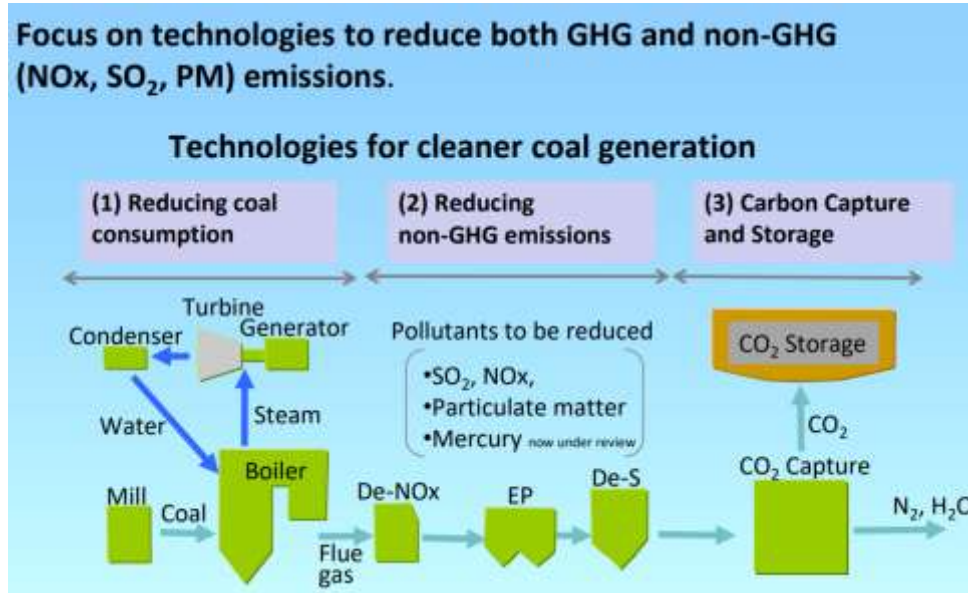 Focus on technologies to reduce both GHG and non-GHG
(NOx, SO₂, PM) emissions.
Technologies for cleaner coal generation
(1) Reducing coal
consumption
(2) Reducing
non-GHG emissions
(3) Carbon Capture
and Storage
Turbine
Condenser
Generator
Water
Steam
Boiler
Mill
Coal
Flue
gas
Pollutants to be reduced
•SO₂, NOx,
•Particulate matter
•Mercury now under review
De-NOx
EP
De-S
CO₂ Storage
CO₂
CO₂ Capture
N₂, H₂O